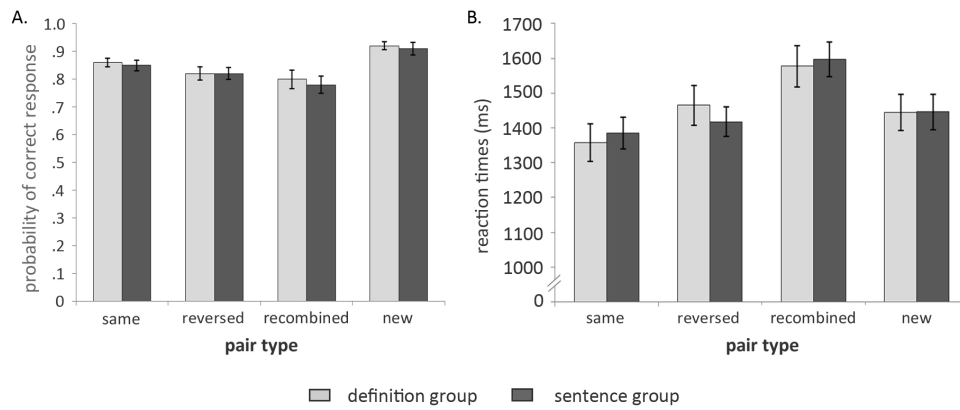 A.
probability of correct response
1.0
.9
.8
.7
.6
.5
.4
.3
.2
.1
0
same reversed recombined new
pair type
B.
reaction times (ms)
1700
1600
1500
1400
1300
1200
1100
1000
0
same reversed recombined new
pair type
definition group sentence group